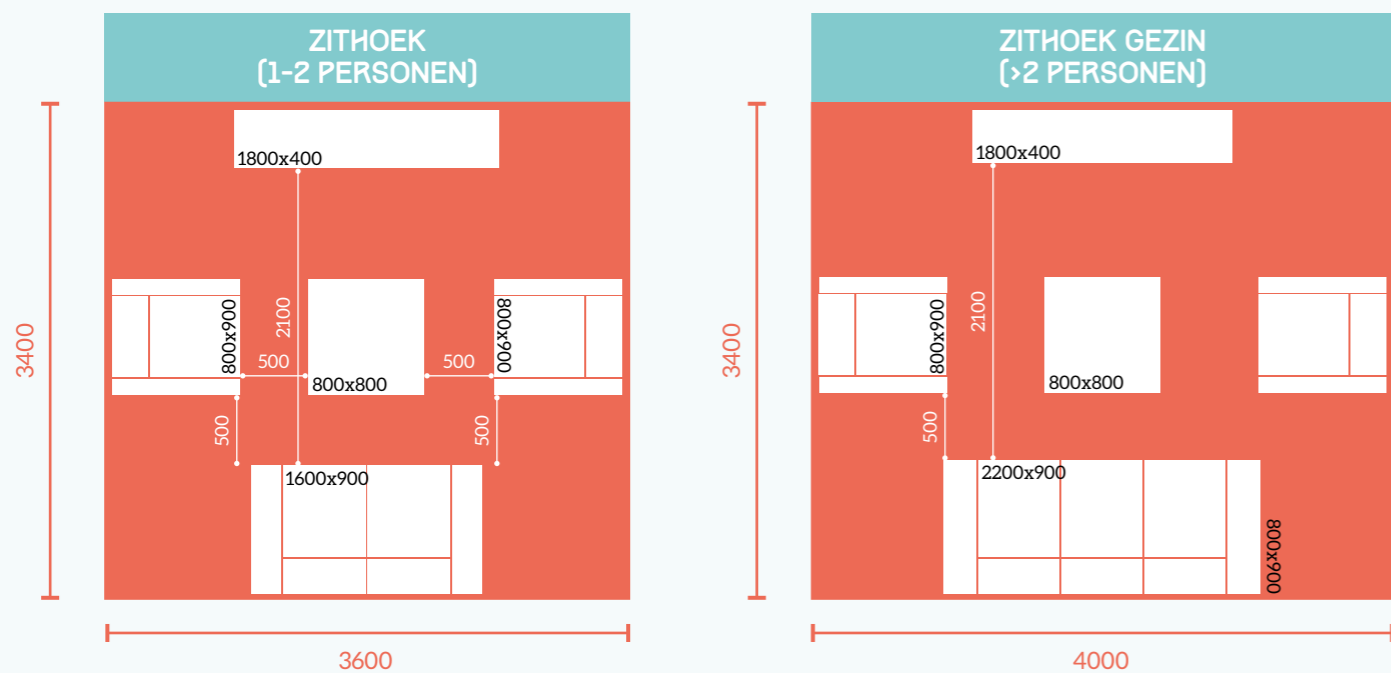 ZITHOEK
(1-2 PERSONEN)
1800x400
3400
800x900
2100
500
800x800
500
800x900
500
500
1600x900
3600
ZITHOEK GEZIN
(>2 PERSONEN)
1800x400
3400
800x900
2100
800x800
500
2200x900
800x900
4000